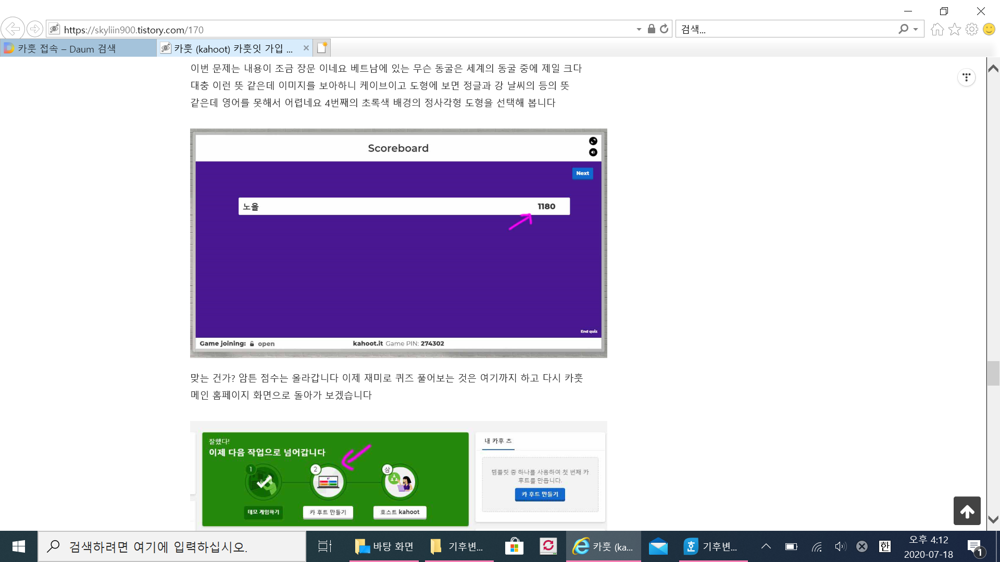 https://skyliin900.tistory.com/170
검색...
카훗 접속 – Daum 검색
카훗 (kahoot) 카훗잇 가입 ...
이번 문제는 내용이 조금 장문 이네요 베트남에 있는 무슨 동굴은 세계의 동굴 중에 제일 크다
대충 이런 뜻 같은데 이미지를 보아하니 케이브이고 도형에 보면 정글과 강 날씨의 등의 뜻
같은데 영어를 못해서 어렵네요 4번째의 초록색 배경의 정사각형 도형을 선택해 봅니다
Scoreboard
Next
노을 1180
End quiz
Game joining: open kahoot.it Game PIN: 274302
맞는 건가? 암튼 점수는 올라갑니다 이제 재미로 퀴즈 풀어보는 것은 여기까지 하고 다시 카훗
메인 홈페이지 화면으로 돌아가 보겠습니다
잘했다!
이제 다음 작업으로 넘어갑니다
1 2 삼
데모 게임하기 카 후트 만들기 호스트 kahoot
내 카후 츠
템플릿 중 하나를 사용하여 첫 번째 카
후트를 만듭니다.
카 후트 만들기
검색하려면 여기에 입력하십시오.
바탕 화면
기후변...
카훗 (ka...
호
기후변...
한
오후 4:12
2020-07-18
1